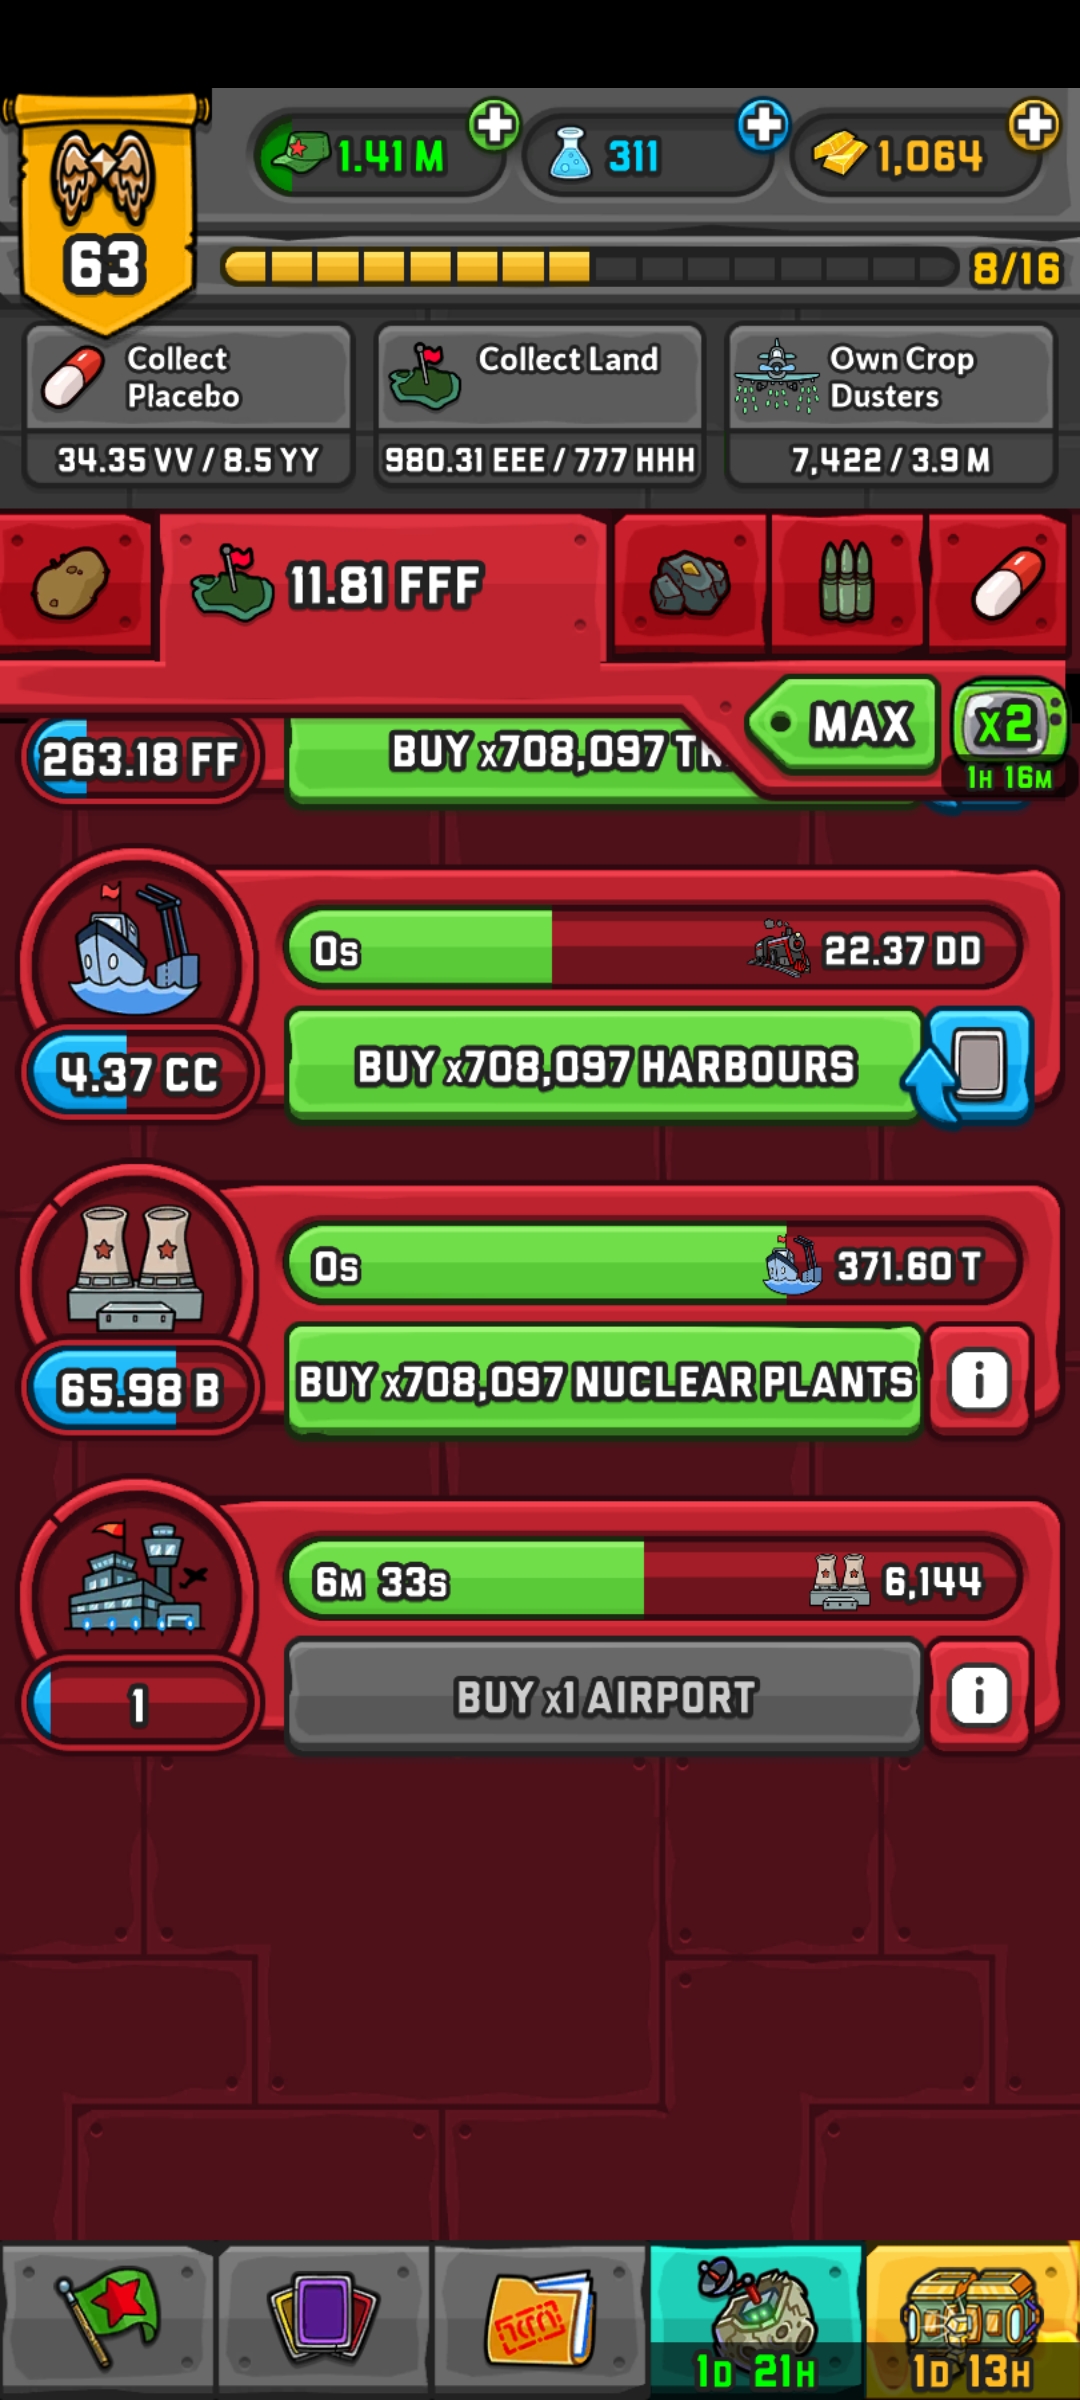 1.41 M
311
1,064
63
8/16
Collect
Placebo
34.35 VV / 8.5 YY
Collect Land
980.31 EEE / 777 HHH
Own Crop
Dusters
7,422 / 3.9 M
11.81 FFF
MAX
x2
1H 16M
263.18 FF
BUY x708,097
0s
22.37 DD
4.37 CC
BUY x708,097 HARBOURS
0s
371.60 T
65.98 B
BUY x708,097 NUCLEAR PLANTS
i
6M 33s
6,144
1
BUY x1 AIRPORT
i
1D 21H
1D 13H